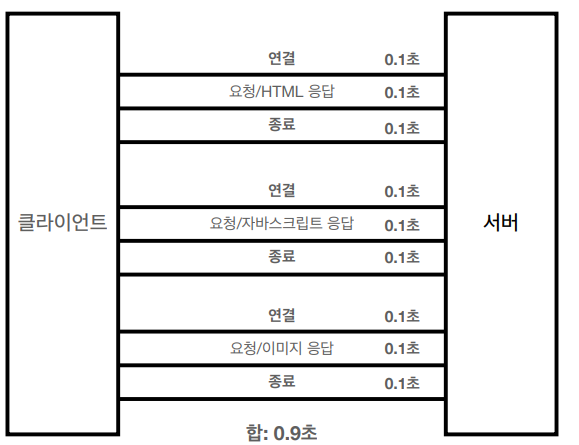 연결 0.1초
요청/HTML 응답 0.1초
종료 0.1초
연결 0.1초
클라이언트
요청/자바스크립트 응답 0.1초
서버
종료 0.1초
연결 0.1초
요청/이미지 응답 0.1초
종료 0.1초
합: 0.9초